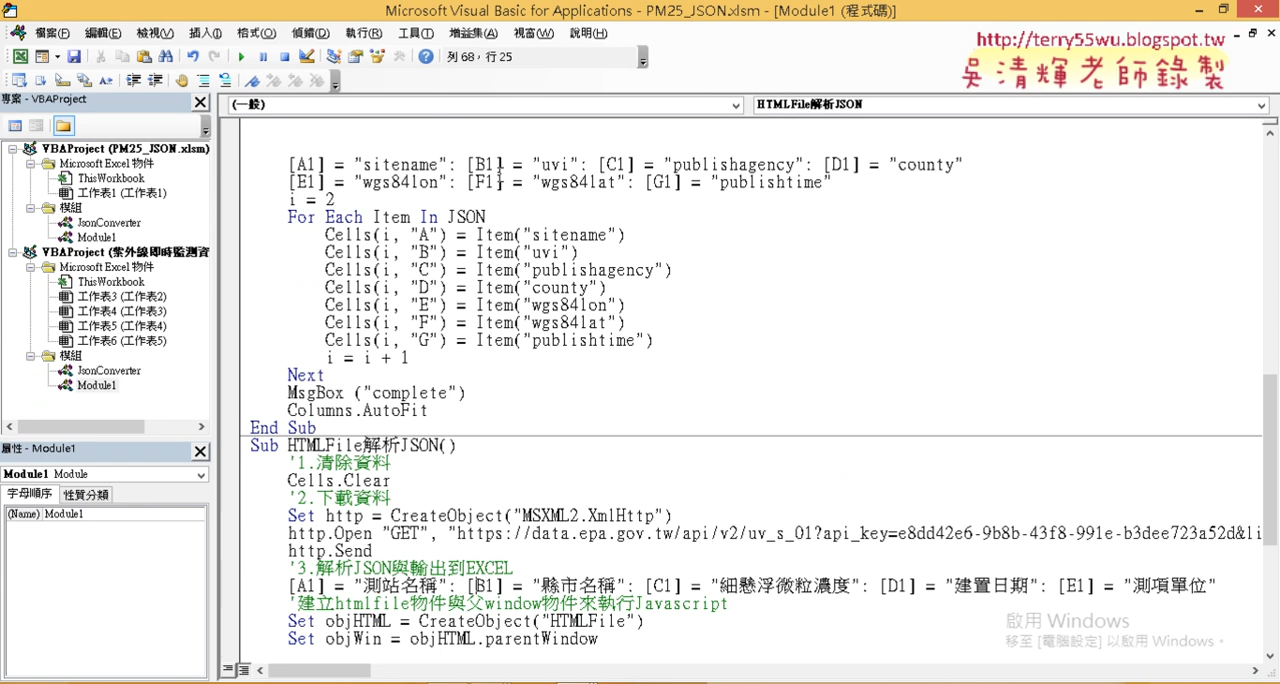 Microsoft Visual Basic for Applications - PM25_JSON.xlsm - [Module1 (程式碼)]
檔案(F) 編輯(E) 檢視(V) 插入(I) 格式(O) 偵錯(D) 執行(R) 工具(T) 增益集(A) 視窗(W) 說明(H)
http://terry55wu.blogspot.tw
吳清輝老師錄製
列 68, 行 25
專案 - VBAProject
(一般)
HTMLFile解析JSON
VBAProject (PM25_JSON.xlsm)
Microsoft Excel 物件
ThisWorkbook
工作表1 (工作表1)
模組
JsonConverter
Module1
VBAProject (紫外線即時監測資
Microsoft Excel 物件
ThisWorkbook
工作表3 (工作表2)
工作表4 (工作表3)
工作表5 (工作表4)
工作表6 (工作表5)
模組
JsonConverter
Module1
屬性 - Module1
Module1 Module
字母順序 性質分類
(Name) Module1
[A1] = "sitename": [B1] = "uvi": [C1] = "publishagency": [D1] = "county"
[E1] = "wgs84lon": [F1] = "wgs84lat": [G1] = "publishtime"
i = 2
For Each Item In JSON
Cells(i, "A") = Item("sitename")
Cells(i, "B") = Item("uvi")
Cells(i, "C") = Item("publishagency")
Cells(i, "D") = Item("county")
Cells(i, "E") = Item("wgs84lon")
Cells(i, "F") = Item("wgs84lat")
Cells(i, "G") = Item("publishtime")
i = i + 1
Next
MsgBox ("complete")
Columns.AutoFit
End Sub
Sub HTMLFile解析JSON()
'1.清除資料
Cells.Clear
'2.下載資料
Set http = CreateObject("MSXML2.XmlHttp")
http.Open "GET", "https://data.epa.gov.tw/api/v2/uv_s_01?api_key=e8dd42e6-9b8b-43f8-991e-b3dee723a52d&li
http.Send
'3.解析JSON與輸出到EXCEL
[A1] = "測站名稱": [B1] = "縣市名稱": [C1] = "細懸浮微粒濃度": [D1] = "建置日期": [E1] = "測項單位"
'建立htmlfile物件與父window物件來執行Javascript
Set objHTML = CreateObject("HTMLFile")
Set objWin = objHTML.parentWindow
啟用 Windows
移至 [電腦設定] 以啟用 Windows。